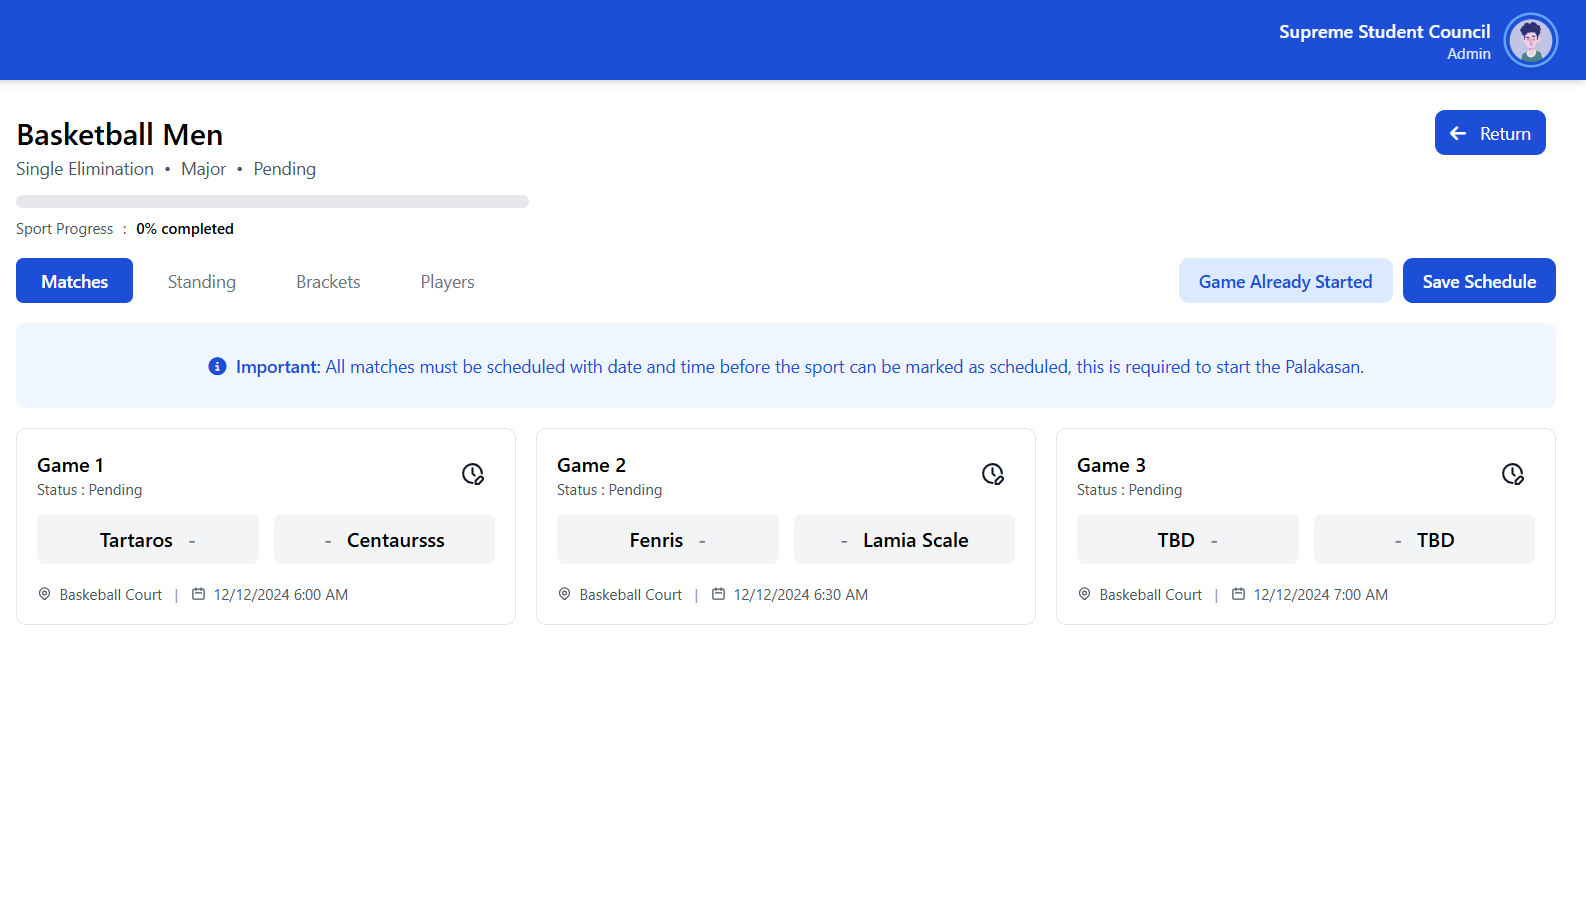 Supreme Student Council
Admin
Basketball Men
Return
Single Elimination • Major • Pending
Sport Progress : 0% completed
Matches Standing Brackets Players Game Already Started Save Schedule
Important: All matches must be scheduled with date and time before the sport can be marked as scheduled, this is required to start the Palakasan.
Game 1
Status : Pending
Tartaros - - Centaursss
Baskeball Court | 12/12/2024 6:00 AM
Game 2
Status : Pending
Fenris - - Lamia Scale
Baskeball Court | 12/12/2024 6:30 AM
Game 3
Status : Pending
TBD - - TBD
Baskeball Court | 12/12/2024 7:00 AM